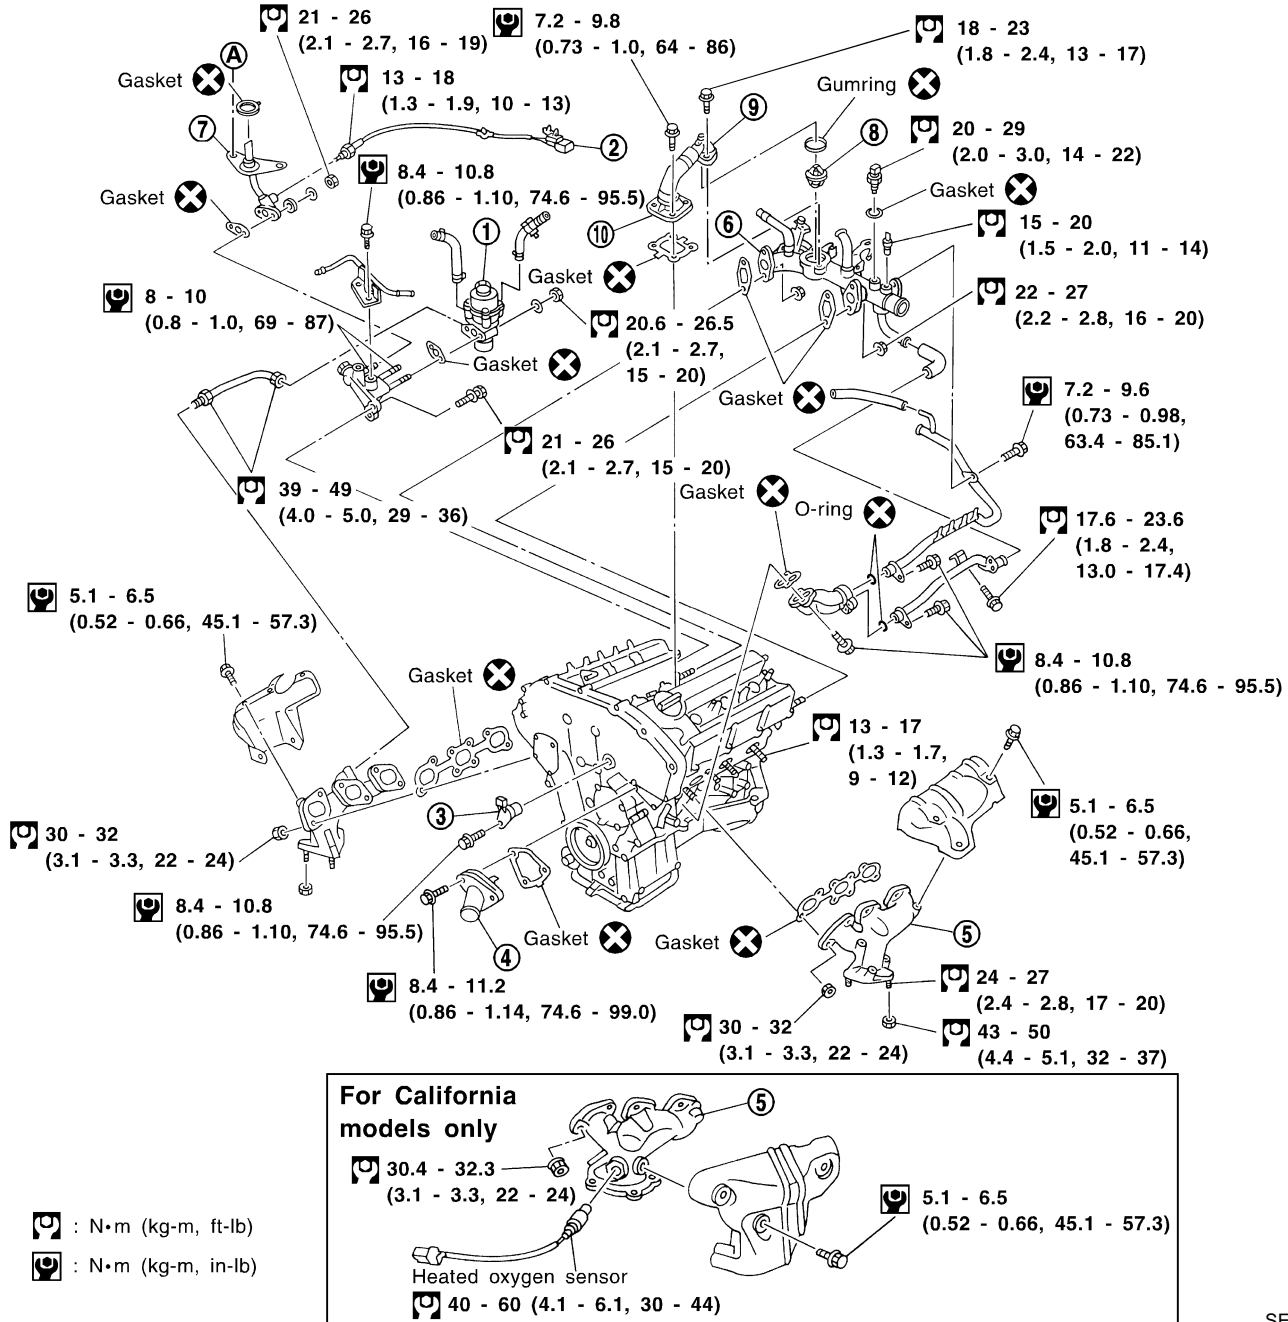 21 - 26
(2.1 - 2.7, 16 - 19)
7.2 - 9.8
(0.73 - 1.0, 64 - 86)
18 - 23
(1.8 - 2.4, 13 - 17)
A
Gasket
13 - 18
(1.3 - 1.9, 10 - 13)
Gumring
9
7
2
8
20 - 29
(2.0 - 3.0, 14 - 22)
8.4 - 10.8
(0.86 - 1.10, 74.6 - 95.5)
Gasket
Gasket
1
10
6
15 - 20
(1.5 - 2.0, 11 - 14)
Gasket
8 - 10
(0.8 - 1.0, 69 - 87)
22 - 27
(2.2 - 2.8, 16 - 20)
20.6 - 26.5
(2.1 - 2.7,
15 - 20)
Gasket
Gasket
7.2 - 9.6
(0.73 - 0.98,
63.4 - 85.1)
21 - 26
(2.1 - 2.7, 15 - 20)
39 - 49
(4.0 - 5.0, 29 - 36)
Gasket
O-ring
17.6 - 23.6
(1.8 - 2.4,
13.0 - 17.4)
5.1 - 6.5
(0.52 - 0.66, 45.1 - 57.3)
8.4 - 10.8
(0.86 - 1.10, 74.6 - 95.5)
Gasket
13 - 17
(1.3 - 1.7,
9 - 12)
3
5.1 - 6.5
(0.52 - 0.66,
45.1 - 57.3)
30 - 32
(3.1 - 3.3, 22 - 24)
8.4 - 10.8
(0.86 - 1.10, 74.6 - 95.5)
4
Gasket
Gasket
5
8.4 - 11.2
(0.86 - 1.14, 74.6 - 99.0)
24 - 27
(2.4 - 2.8, 17 - 20)
30 - 32
(3.1 - 3.3, 22 - 24)
43 - 50
(4.4 - 5.1, 32 - 37)
For California
models only
5
30.4 - 32.3
(3.1 - 3.3, 22 - 24)
5.1 - 6.5
(0.52 - 0.66, 45.1 - 57.3)
Heated oxygen sensor
40 - 60 (4.1 - 6.1, 30 - 44)
: N•m (kg-m, ft-lb)
: N•m (kg-m, in-lb)